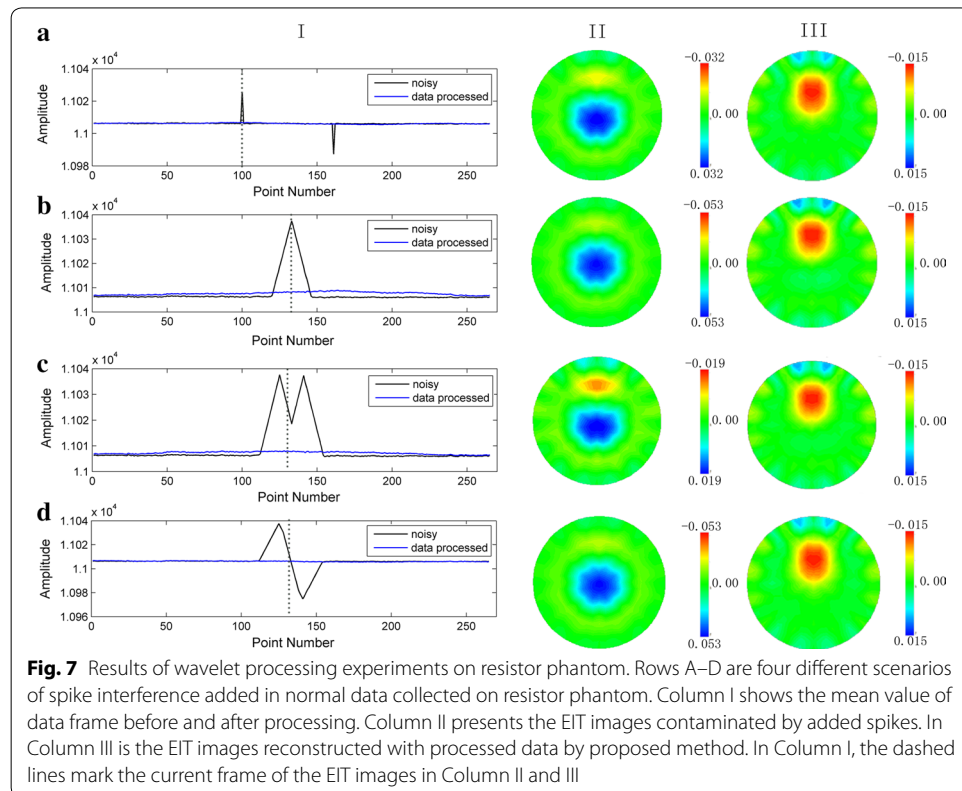 I II III
a
x 10⁴
1.104
1.102
1.1
1.098
Amplitude
noisy
data processed
0 50 100 150 200 250
Point Number
−0.032
0.00
0.032
−0.015
0.00
0.015
b
x 10⁴
1.104
1.103
1.102
1.101
1.1
Amplitude
noisy
data processed
0 50 100 150 200 250
Point Number
−0.053
0.00
0.053
−0.015
0.00
0.015
c
x 10⁴
1.104
1.103
1.102
1.101
1.1
Amplitude
noisy
data processed
0 50 100 150 200 250
Point Number
−0.019
0.00
0.019
−0.015
0.00
0.015
d
x 10⁴
1.104
1.102
1.1
1.098
1.096
Amplitude
noisy
data processed
0 50 100 150 200 250
Point Number
−0.053
0.00
0.053
−0.015
0.00
0.015
Fig. 7 Results of wavelet processing experiments on resistor phantom. Rows A–D are four different scenarios
of spike interference added in normal data collected on resistor phantom. Column I shows the mean value of
data frame before and after processing. Column II presents the EIT images contaminated by added spikes. In
Column III is the EIT images reconstructed with processed data by proposed method. In Column I, the dashed
lines mark the current frame of the EIT images in Column II and III